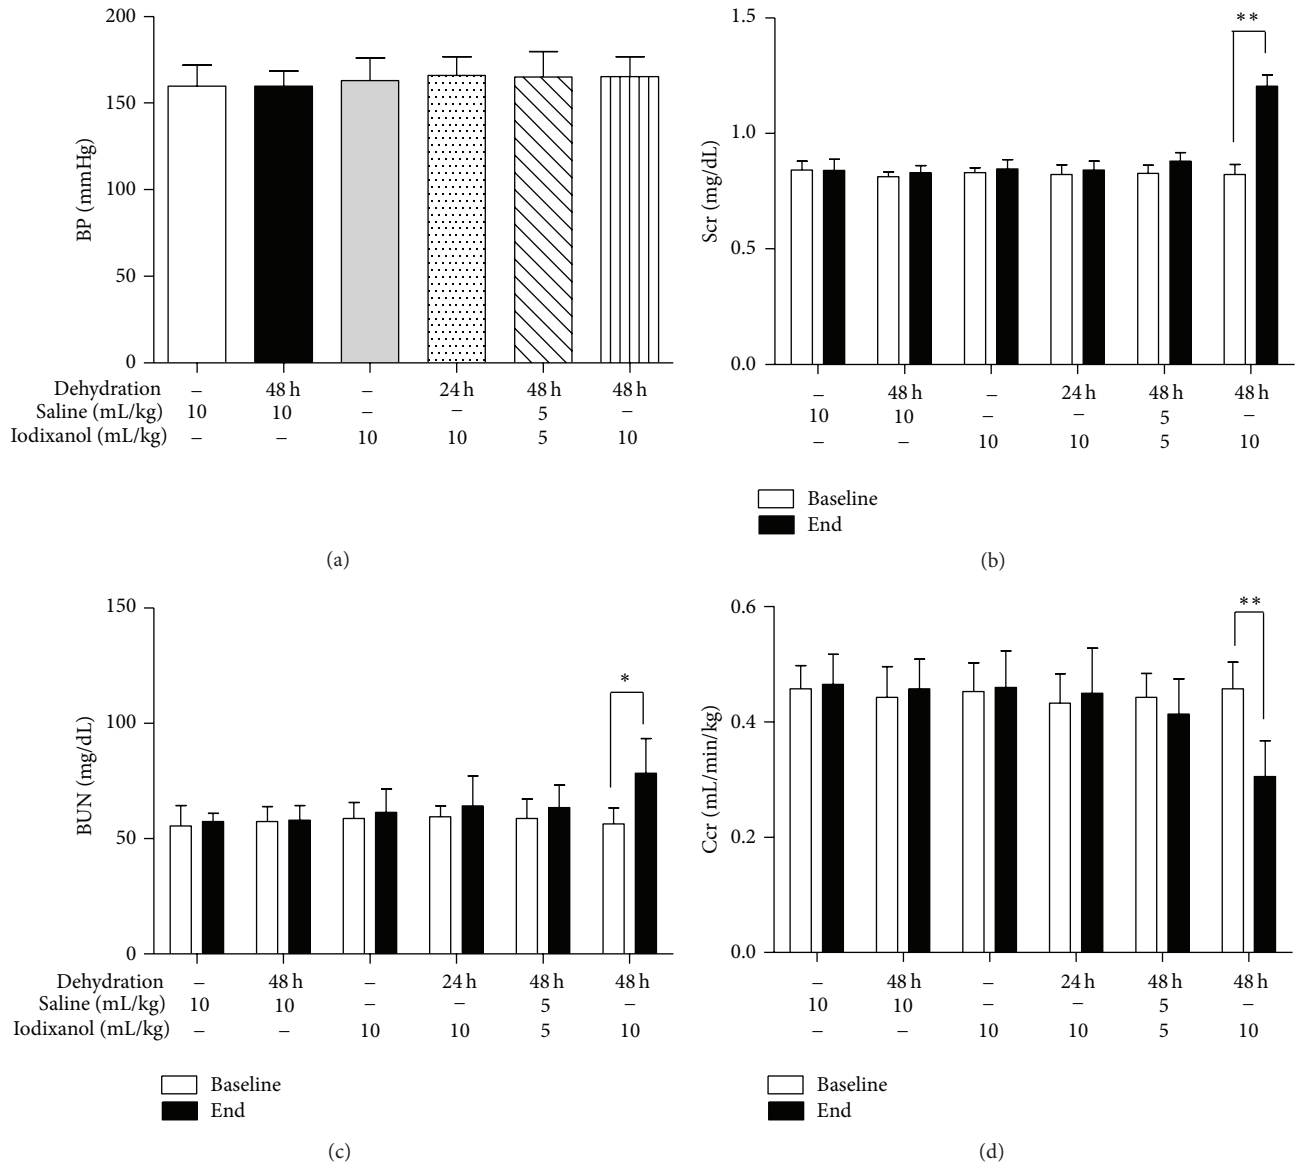 200
150
100
50
0
BP (mmHg)
Dehydration – 48 h – 24 h 48 h 48 h
Saline (mL/kg) 10 10 – – 5 –
Iodixanol (mL/kg) – – 10 10 5 10
(a)
1.5
1.0
0.5
0.0
Scr (mg/dL)
**
– 48 h – 24 h 48 h 48 h
10 10 – – 5 –
– – 10 10 5 10
Baseline
End
(b)
150
100
50
0
BUN (mg/dL)
*
Dehydration – 48 h – 24 h 48 h 48 h
Saline (mL/kg) 10 10 – – 5 –
Iodixanol (mL/kg) – – 10 10 5 10
Baseline
End
(c)
0.6
0.4
0.2
0.0
Ccr (mL/min/kg)
**
– 48 h – 24 h 48 h 48 h
10 10 – – 5 –
– – 10 10 5 10
Baseline
End
(d)